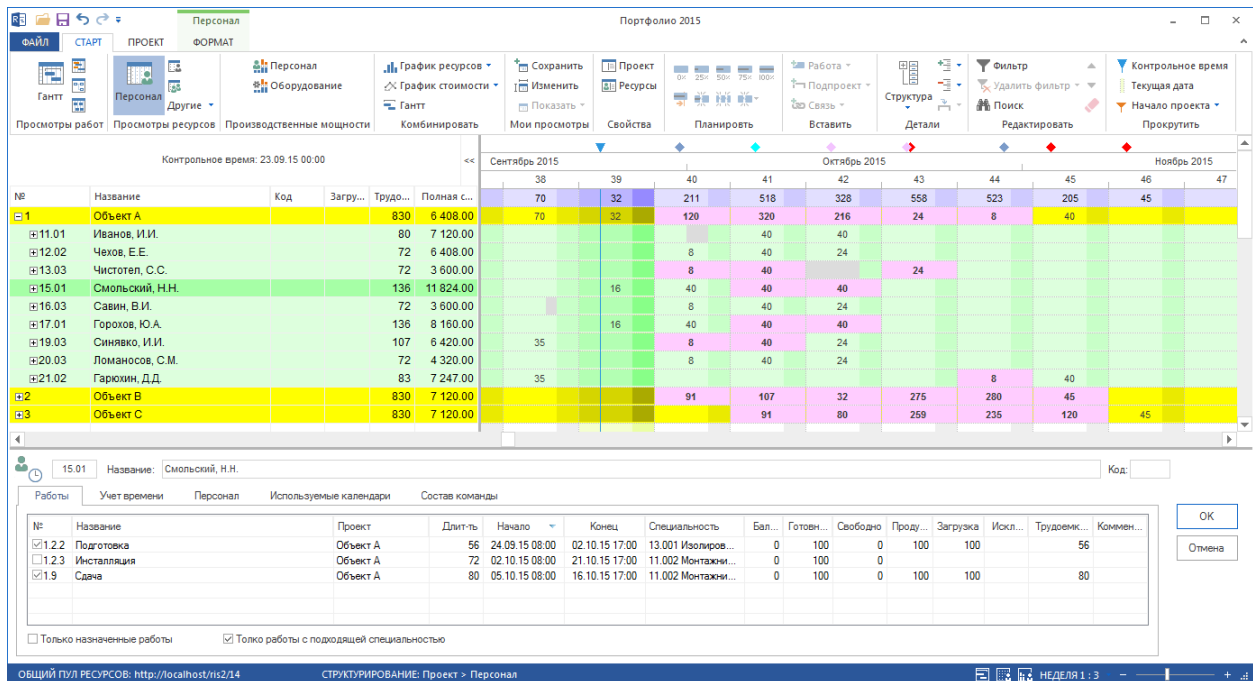 Персонал
Портфолио 2015
ФАЙЛ СТАРТ ПРОЕКТ ФОРМАТ
Гантт
Персонал
Другие
Персонал
Оборудование
График ресурсов
График стоимости
Гантт
Сохранить
Изменить
Показать
Проект
Ресурсы
0% 25% 50% 75% 100%
Работа
Подпроект
Связь
Структура
Фильтр
Удалить фильтр
Поиск
Контрольное время
Текущая дата
Начало проекта
Просмотры работ Просмотры ресурсов Производственные мощности Комбинировать Мои просмотры Свойства Планировть Вставить Детали Редактировать Прокрутить
Контрольное время: 23.09.15 00:00 <<
Сентябрь 2015 Октябрь 2015 Ноябрь 2015
38 39 40 41 42 43 44 45 46 47
№ Название Код Загру... Трудо... Полная с... 70 32 211 518 328 558 523 205 45
1 Объект A 830 6 408.00 70 32 120 320 216 24 8 40
11.01 Иванов, И.И. 80 7 120.00 40 40
12.02 Чехов, Е.Е. 72 6 408.00 8 40 24
13.03 Чистотел, С.С. 72 3 600.00 8 40 24
15.01 Смольский, Н.Н. 136 11 824.00 16 40 40 40
16.03 Савин, В.И. 72 3 600.00 8 40 24
17.01 Горохов, Ю.А. 136 8 160.00 16 40 40 40
19.03 Синявко, И.И. 107 6 420.00 35 8 40 24
20.03 Ломаносов, С.М. 72 4 320.00 8 40 24
21.02 Гарюхин, Д.Д. 83 7 247.00 35 8 40
2 Объект B 830 7 120.00 91 107 32 275 280 45
3 Объект C 830 7 120.00 91 80 259 235 120 45
15.01 Название: Смольский, Н.Н. Код:
Работы Учет времени Персонал Используемые календари Состав команды
№ Название Проект Длит-ть Начало Конец Специальность Бал... Готовн... Свободно Проду... Загрузка Искл... Трудоемк... Коммен...
1.2.2 Подготовка Объект A 56 24.09.15 08:00 02.10.15 17:00 13.001 Изолиров... 0 100 0 100 100 56
1.2.3 Инсталляция Объект A 72 02.10.15 08:00 21.10.15 17:00 11.002 Монтажни... 0 100 0
1.9 Сдача Объект A 80 05.10.15 08:00 16.10.15 17:00 11.002 Монтажни... 0 100 0 100 100 80
OK
Отмена
Только назначенные работы Толко работы с подходящей специальностью
ОБЩИЙ ПУЛ РЕСУРСОВ: http://localhost/ris2/14 СТРУКТУРИРОВАНИЕ: Проект > Персонал НЕДЕЛЯ 1 : 3